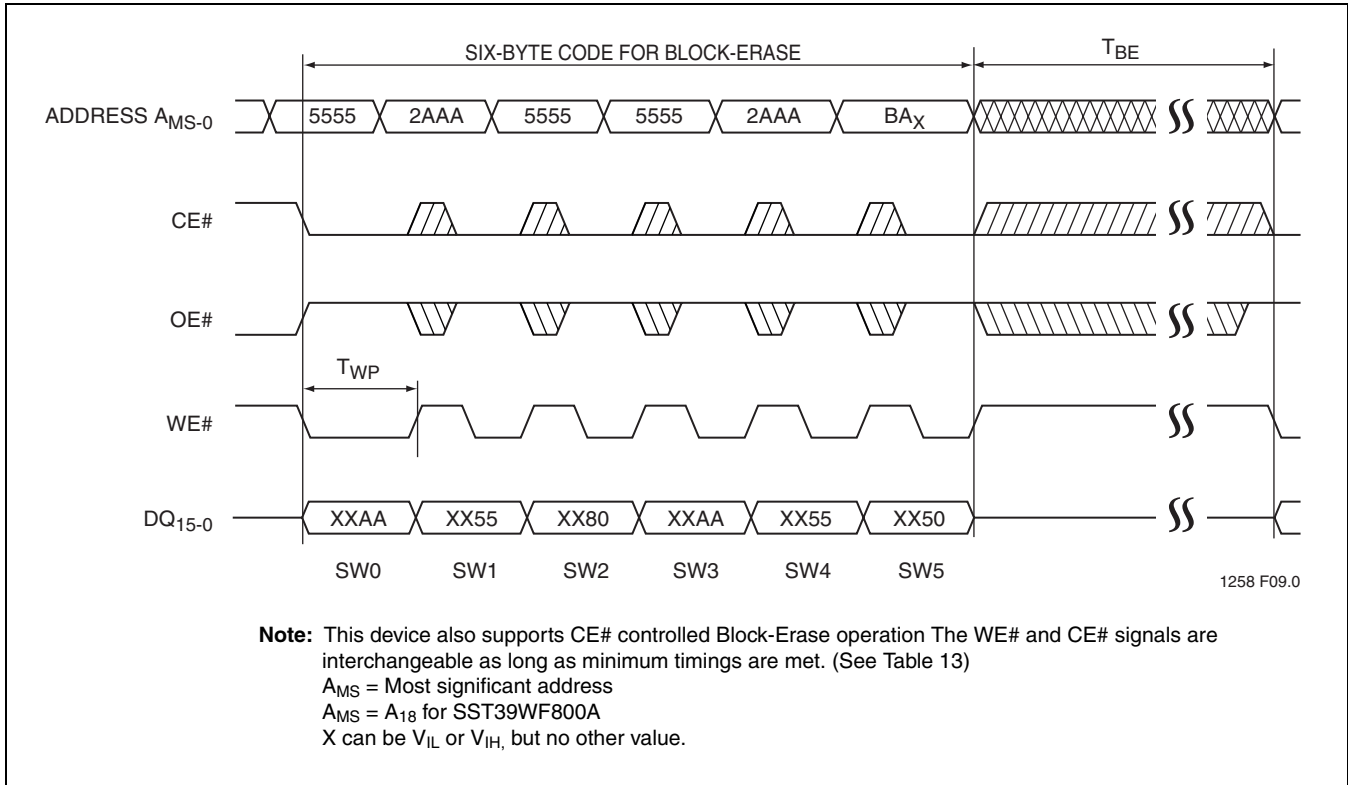 SIX-BYTE CODE FOR BLOCK-ERASE TBE
ADDRESS AMS-0 5555 2AAA 5555 5555 2AAA BAX
CE#
OE#
TWP
WE#
DQ15-0 XXAA XX55 XX80 XXAA XX55 XX50
SW0 SW1 SW2 SW3 SW4 SW5
1258 F09.0
Note: This device also supports CE# controlled Block-Erase operation The WE# and CE# signals are
interchangeable as long as minimum timings are met. (See Table 13)
AMS = Most significant address
AMS = A18 for SST39WF800A
X can be VIL or VIH, but no other value.